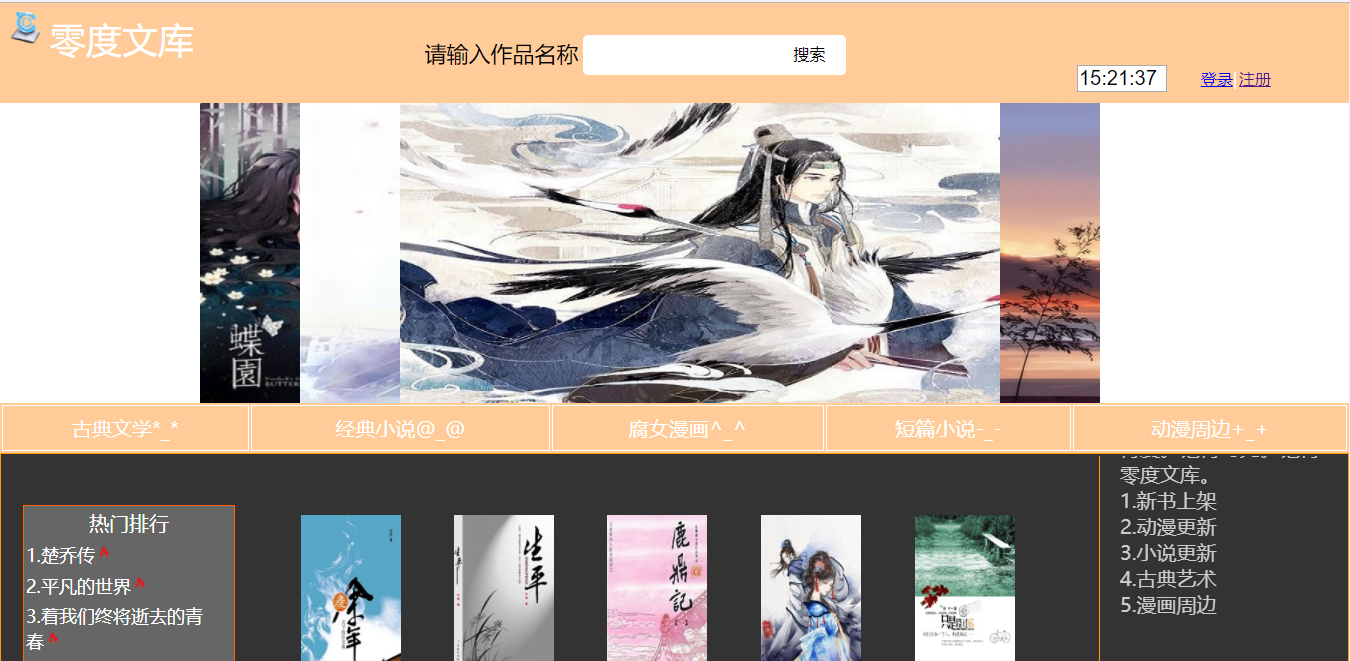 零度文库
请输入作品名称
搜索
15:21:37
登录|注册
蝶
園
古典文学*_*
经典小说@_@
腐女漫画^_^
短篇小说-_-
动漫周边+_+
热门排行
1.楚乔传
2.平凡的世界
3.着我们终将逝去的青
春
生平
鹿鼎記
零度文库。
1.新书上架
2.动漫更新
3.小说更新
4.古典艺术
5.漫画周边